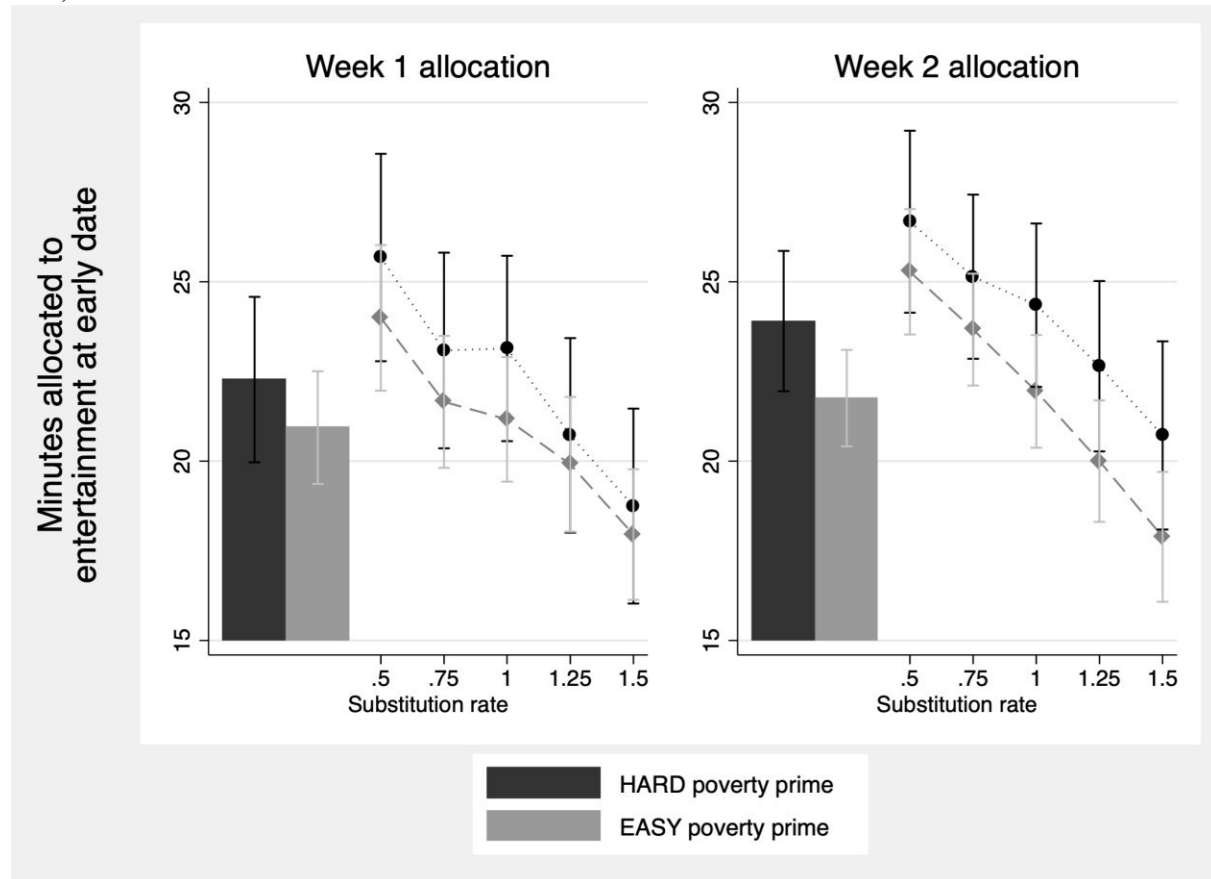 Week 1 allocation
Week 2 allocation
Minutes allocated to
entertainment at early date
30
25
20
15
.5 .75 1 1.25 1.5
Substitution rate
30
25
20
15
.5 .75 1 1.25 1.5
Substitution rate
HARD poverty prime
EASY poverty prime